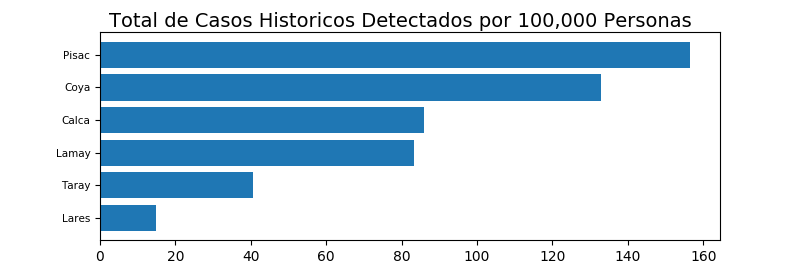 Total de Casos Historicos Detectados por 100,000 Personas
Pisac
Coya
Calca
Lamay
Taray
Lares
0 20 40 60 80 100 120 140 160